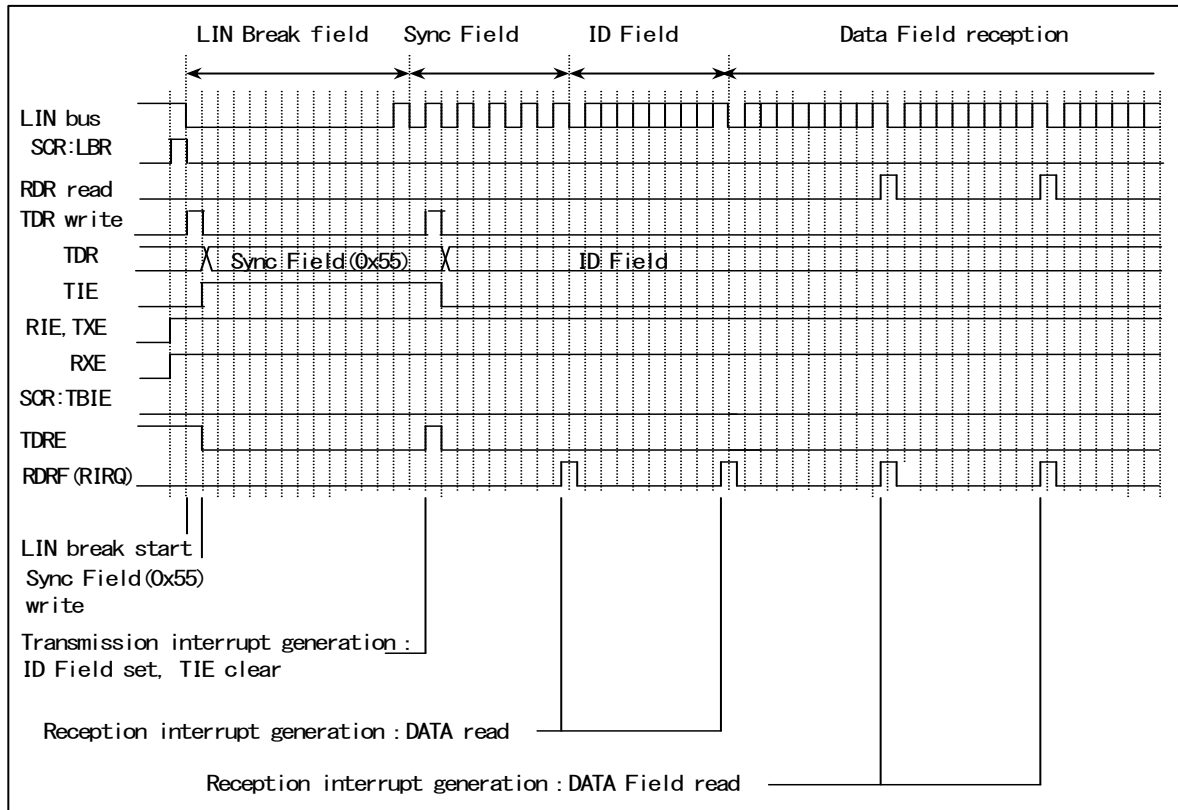 LIN Break field Sync Field ID Field Data Field reception
LIN bus
SCR:LBR
RDR read
TDR write
TDR Sync Field(0x55) ID Field
TIE
RIE,TXE
RXE
SCR:TBIE
TDRE
RDRF(RIRQ)
LIN break start
Sync Field(0x55)
write
Transmission interrupt generation :
ID Field set, TIE clear
Reception interrupt generation : DATA read
Reception interrupt generation : DATA Field read